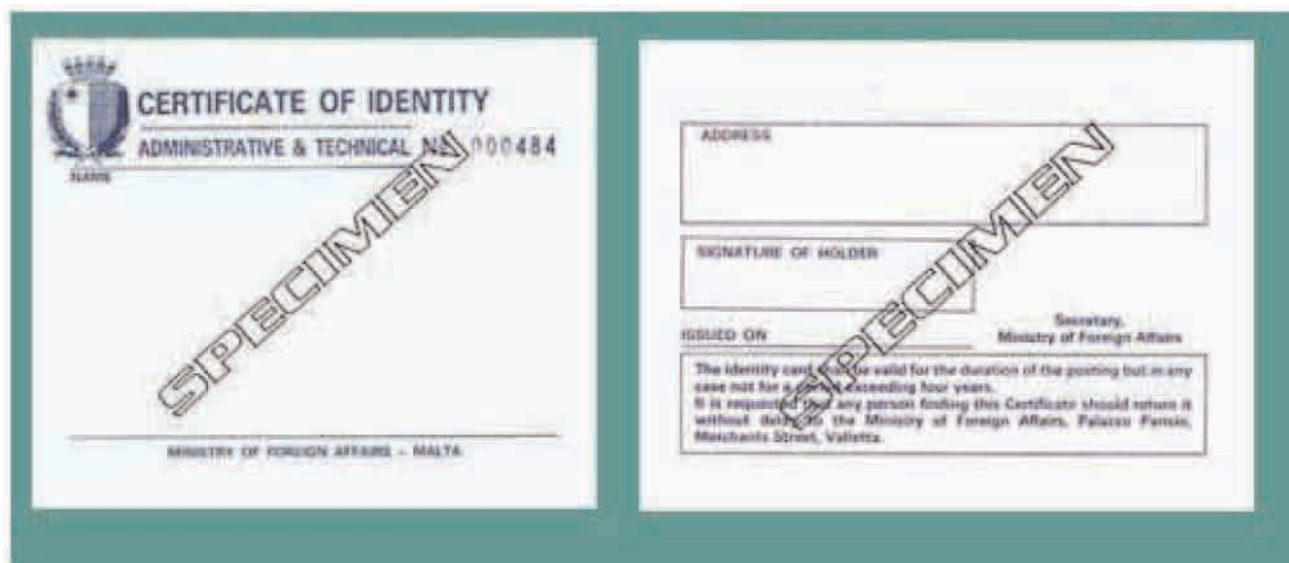 CERTIFICATE OF IDENTITY
ADMINISTRATIVE & TECHNICAL No 000484
NAME
SPECIMEN
MINISTRY OF FOREIGN AFFAIRS - MALTA
ADDRESS
SIGNATURE OF HOLDER
SPECIMEN
ISSUED ON
Secretary,
Ministry of Foreign Affairs
The identity card shall be valid for the duration of the posting but in any
case not for a period exceeding four years.
It is requested that any person finding this Certificate should return it
without delay to the Ministry of Foreign Affairs, Palazzo Parisio,
Merchants Street, Valletta.